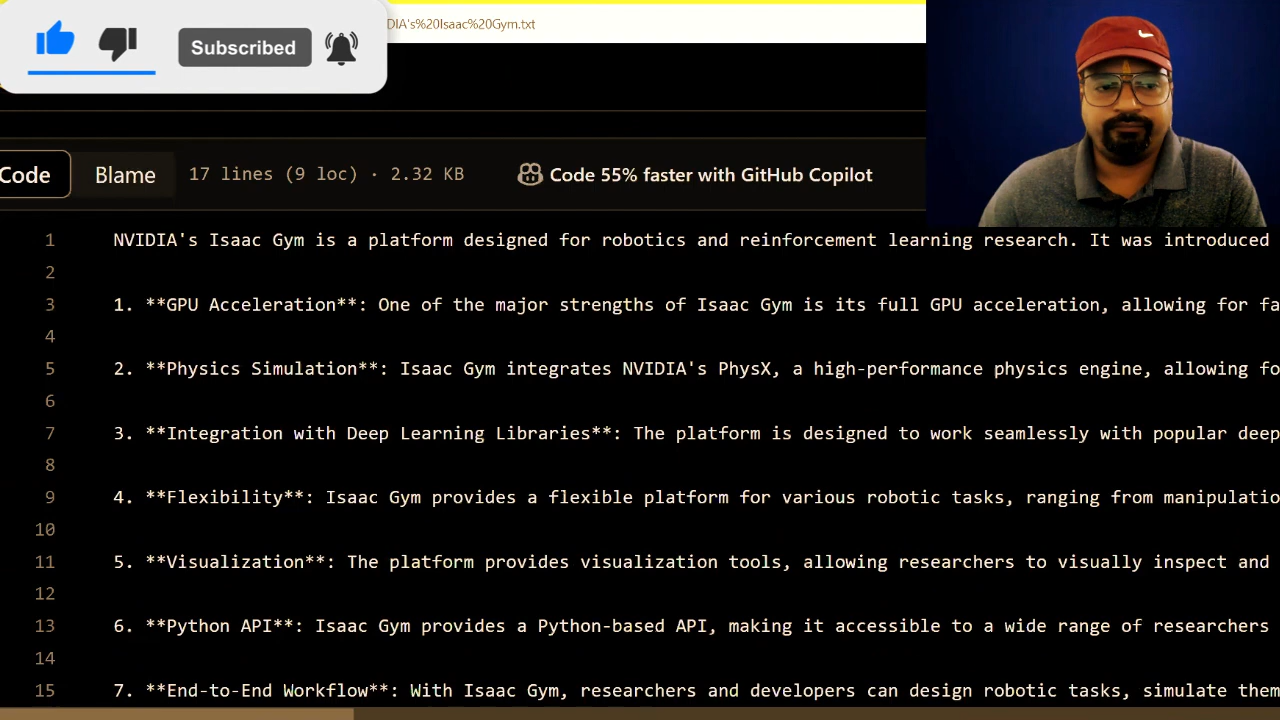 DIA's%20Isaac%20Gym.txt
Subscribed
Code
Blame
17 lines (9 loc) · 2.32 KB
Code 55% faster with GitHub Copilot
1 NVIDIA's Isaac Gym is a platform designed for robotics and reinforcement learning research. It was introduced
2
3 1. **GPU Acceleration**: One of the major strengths of Isaac Gym is its full GPU acceleration, allowing for fa
4
5 2. **Physics Simulation**: Isaac Gym integrates NVIDIA's PhysX, a high-performance physics engine, allowing fo
6
7 3. **Integration with Deep Learning Libraries**: The platform is designed to work seamlessly with popular deep
8
9 4. **Flexibility**: Isaac Gym provides a flexible platform for various robotic tasks, ranging from manipulatio
10
11 5. **Visualization**: The platform provides visualization tools, allowing researchers to visually inspect and
12
13 6. **Python API**: Isaac Gym provides a Python-based API, making it accessible to a wide range of researchers
14
15 7. **End-to-End Workflow**: With Isaac Gym, researchers and developers can design robotic tasks, simulate them